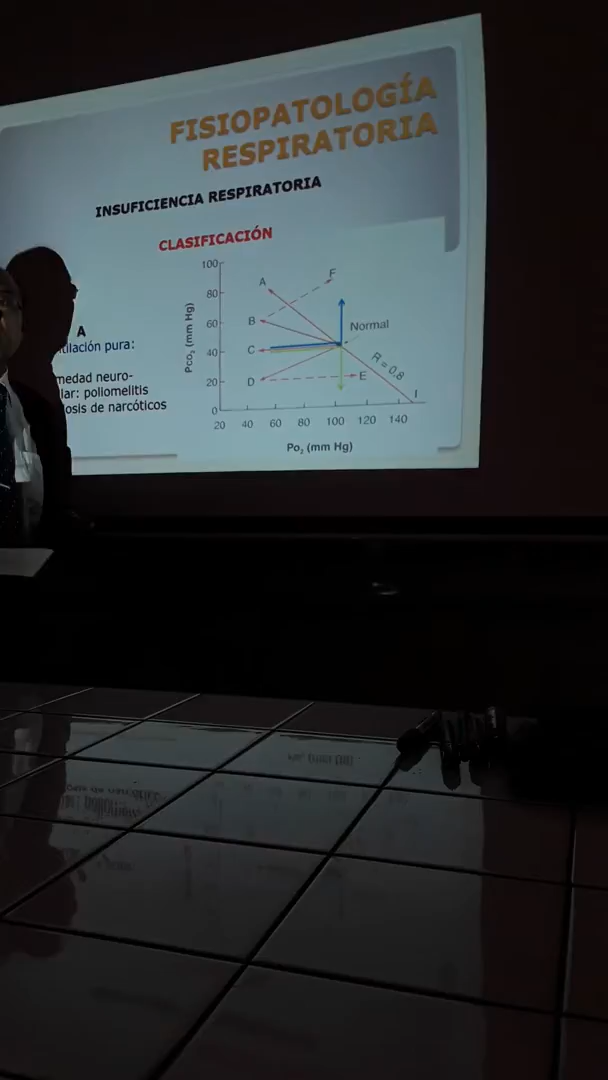 FISIOPATOLOGÍA
RESPIRATORIA
INSUFICIENCIA RESPIRATORIA
CLASIFICACIÓN
A
tilación pura:
medad neuro-
lar: poliomelitis
osis de narcóticos
Pco₂ (mm Hg)
100
80
60
40
20
0
A
F
B
C
D
E
I
Normal
R = 0.8
20 40 60 80 100 120 140
Po₂ (mm Hg)